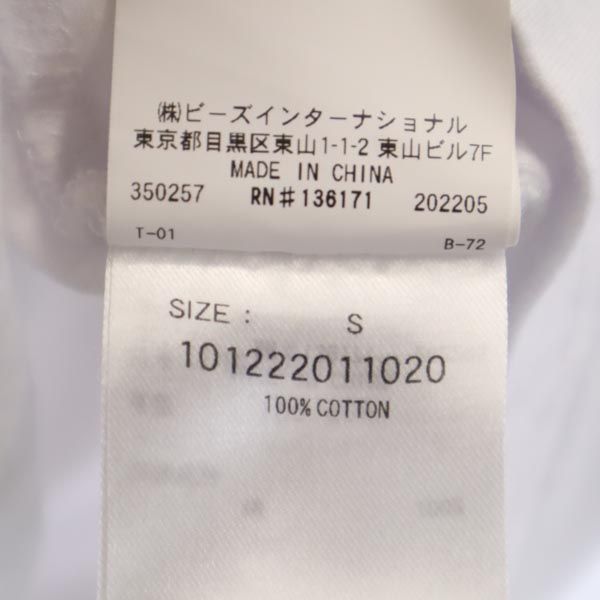 ㈱ビーズインターナショナル
東京都目黒区東山1-1-2 東山ビル7F
MADE IN CHINA
350257 RN#136171 202205
T-01 B-72
SIZE : S
101222011020
100% COTTON